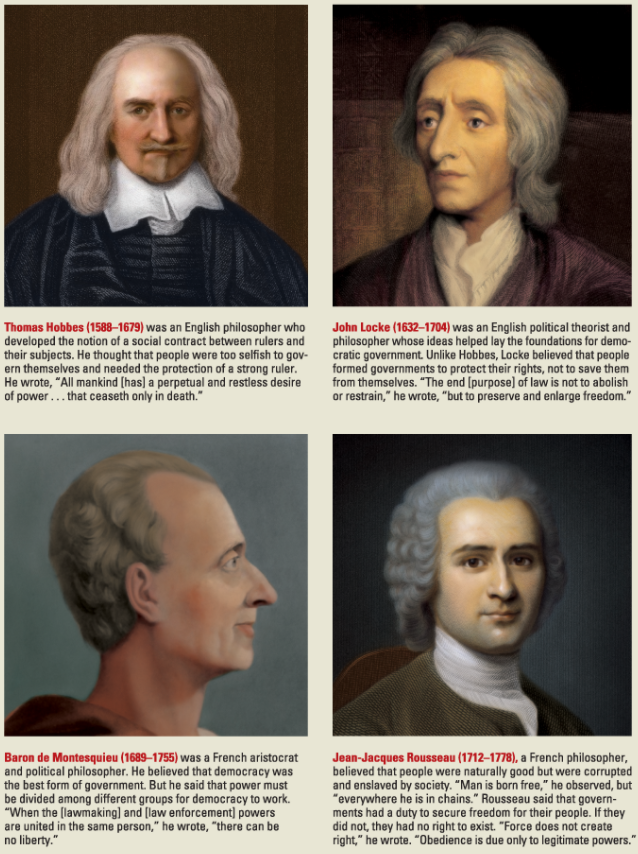 Thomas Hobbes (1588–1679) was an English philosopher who
developed the notion of a social contract between rulers and
their subjects. He thought that people were too selfish to gov-
ern themselves and needed the protection of a strong ruler.
He wrote, “All mankind [has] a perpetual and restless desire
of power . . . that ceaseth only in death.”
John Locke (1632–1704) was an English political theorist and
philosopher whose ideas helped lay the foundations for demo-
cratic government. Unlike Hobbes, Locke believed that people
formed governments to protect their rights, not to save them
from themselves. “The end [purpose] of law is not to abolish
or restrain,” he wrote, “but to preserve and enlarge freedom.”
Baron de Montesquieu (1689–1755) was a French aristocrat
and political philosopher. He believed that democracy was
the best form of government. But he said that power must
be divided among different groups for democracy to work.
“When the [lawmaking] and [law enforcement] powers
are united in the same person,” he wrote, “there can be
no liberty.”
Jean-Jacques Rousseau (1712–1778), a French philosopher,
believed that people were naturally good but were corrupted
and enslaved by society. “Man is born free,” he observed, but
“everywhere he is in chains.” Rousseau said that govern-
ments had a duty to secure freedom for their people. If they
did not, they had no right to exist. “Force does not create
right,” he wrote. “Obedience is due only to legitimate powers.”